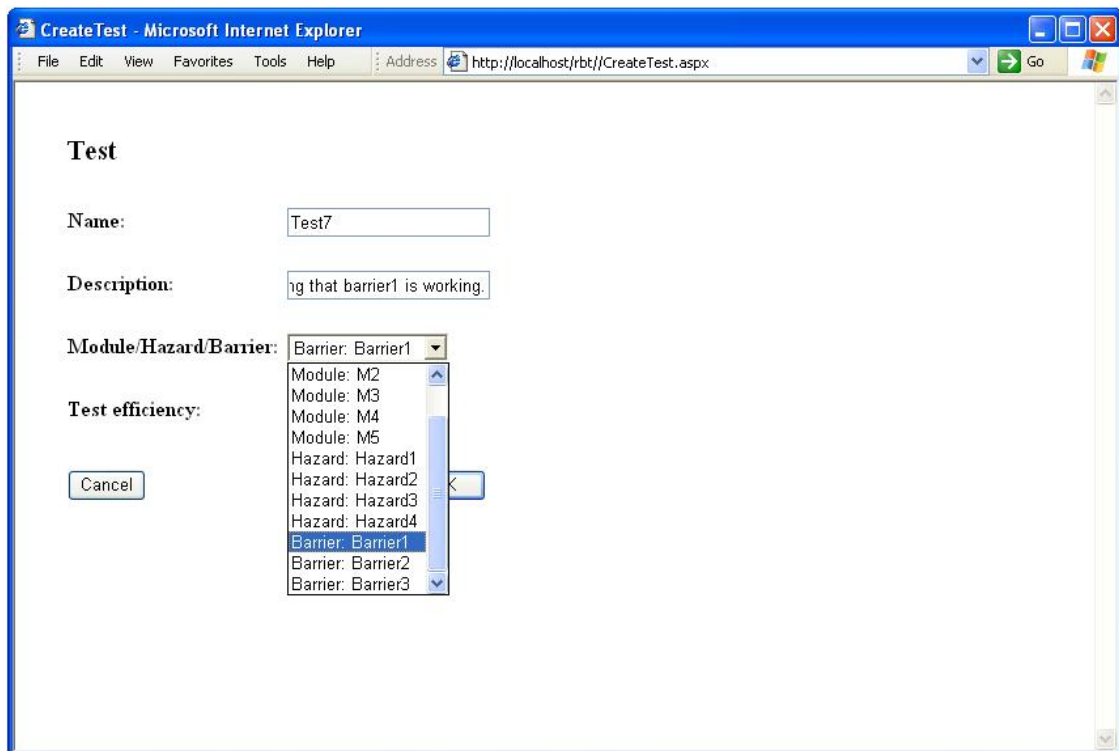 CreateTest - Microsoft Internet Explorer
File Edit View Favorites Tools Help Address http://localhost/rbt//CreateTest.aspx Go
Test
Name: Test7
Description: ng that barrier1 is working.
Module/Hazard/Barrier: Barrier: Barrier1
Module: M2
Module: M3
Module: M4
Module: M5
Hazard: Hazard1
Hazard: Hazard2
Hazard: Hazard3
Hazard: Hazard4
Barrier: Barrier1
Barrier: Barrier2
Barrier: Barrier3
Test efficiency:
Cancel